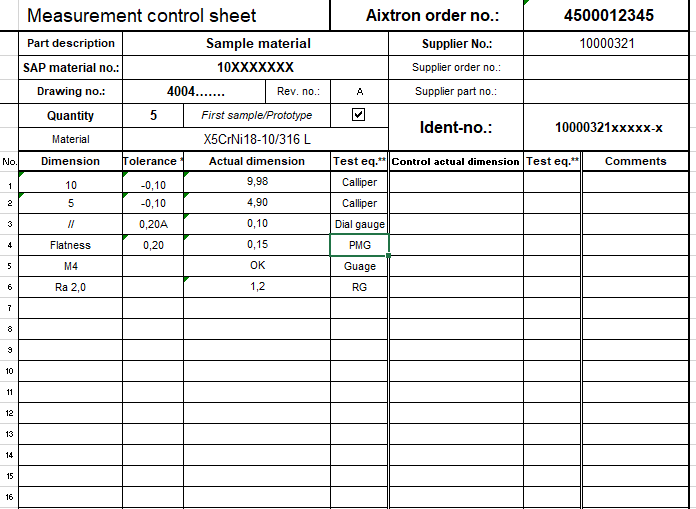 Measurement control sheet Aixtron order no.: 4500012345
Part description Sample material Supplier No.: 10000321
SAP material no.: 10XXXXXXX Supplier order no.:
Drawing no.: 4004....... Rev. no.: A Supplier part no.:
Quantity 5 First sample/Prototype Ident-no.: 10000321xxxxx-x
Material X5CrNi18-10/316 L
No. Dimension Tolerance * Actual dimension Test eq.** Control actual dimension Test eq.** Comments
1 10 -0,10 9,98 Calliper
2 5 -0,10 4,90 Calliper
3 // 0,20A 0,10 Dial gauge
4 Flatness 0,20 0,15 PMG
5 M4 OK Guage
6 Ra 2,0 1,2 RG
7
8
9
10
11
12
13
14
15
16